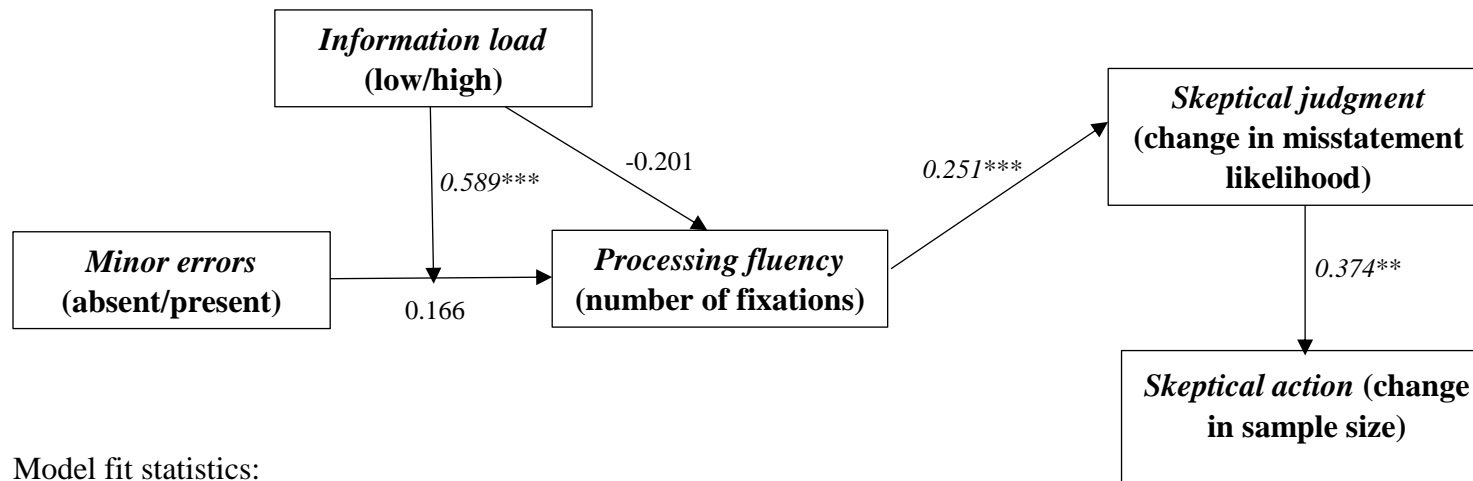 Information load
(low/high)
Skeptical judgment
(change in misstatement
likelihood)
-0.201
0.589***
0.251***
Minor errors
(absent/present)
0.166
Processing fluency
(number of fixations)
0.374**
Skeptical action (change
in sample size)
Model fit statistics: